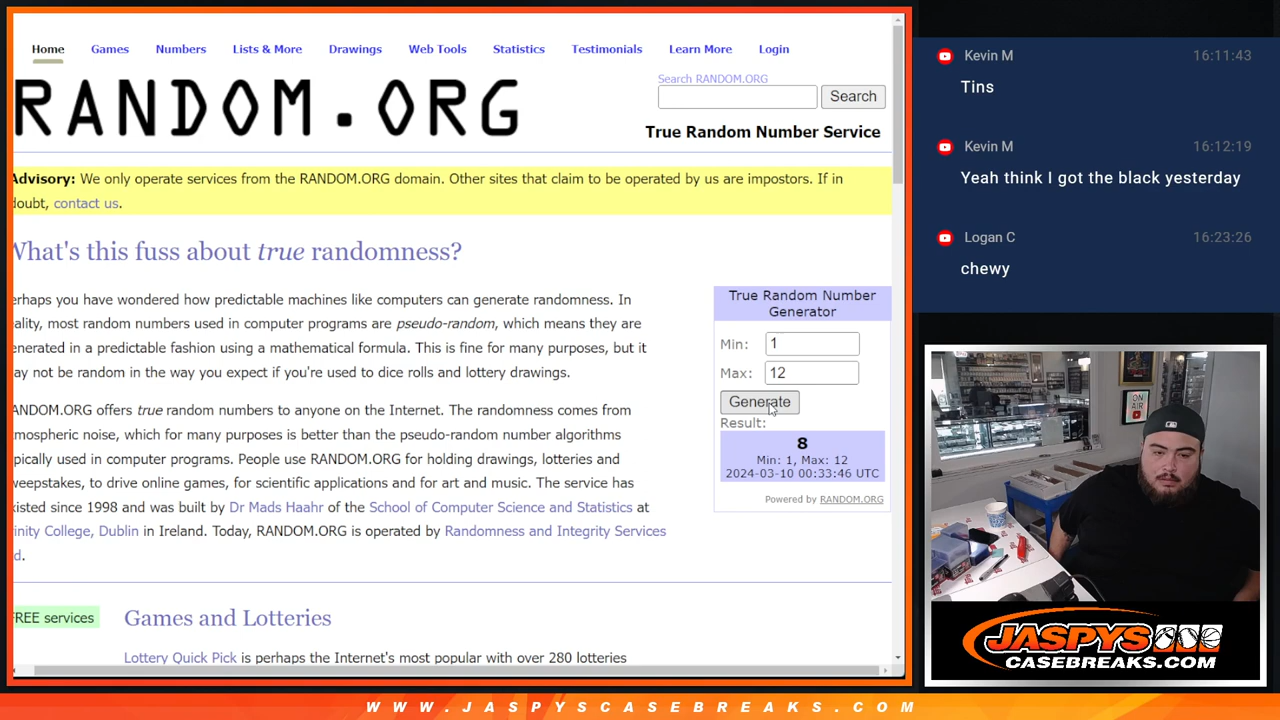 Home Games Numbers Lists & More Drawings Web Tools Statistics Testimonials Learn More Login
RANDOM.ORG
Search RANDOM.ORG
Search
True Random Number Service
Advisory: We only operate services from the RANDOM.ORG domain. Other sites that claim to be operated by us are impostors. If in
doubt, contact us.
What's this fuss about true randomness?
erhaps you have wondered how predictable machines like computers can generate randomness. In
ality, most random numbers used in computer programs are pseudo-random, which means they are
enerated in a predictable fashion using a mathematical formula. This is fine for many purposes, but it
ay not be random in the way you expect if you're used to dice rolls and lottery drawings.
ANDOM.ORG offers true random numbers to anyone on the Internet. The randomness comes from
mospheric noise, which for many purposes is better than the pseudo-random number algorithms
pically used in computer programs. People use RANDOM.ORG for holding drawings, lotteries and
weepstakes, to drive online games, for scientific applications and for art and music. The service has
xisted since 1998 and was built by Dr Mads Haahr of the School of Computer Science and Statistics at
inity College, Dublin in Ireland. Today, RANDOM.ORG is operated by Randomness and Integrity Services
d.
True Random Number
Generator
Min: 1
Max: 12
Generate
Result:
8
Min: 1, Max: 12
2024-03-10 00:33:46 UTC
Powered by RANDOM.ORG
FREE services
Games and Lotteries
Lottery Quick Pick is perhaps the Internet's most popular with over 280 lotteries
Kevin M 16:11:43
Tins
Kevin M 16:12:19
Yeah think I got the black yesterday
Logan C 16:23:26
chewy
ON
AIR
JASPYS
CASEBREAKS.COM
WWW.JASPYSCASEBREAKS.COM